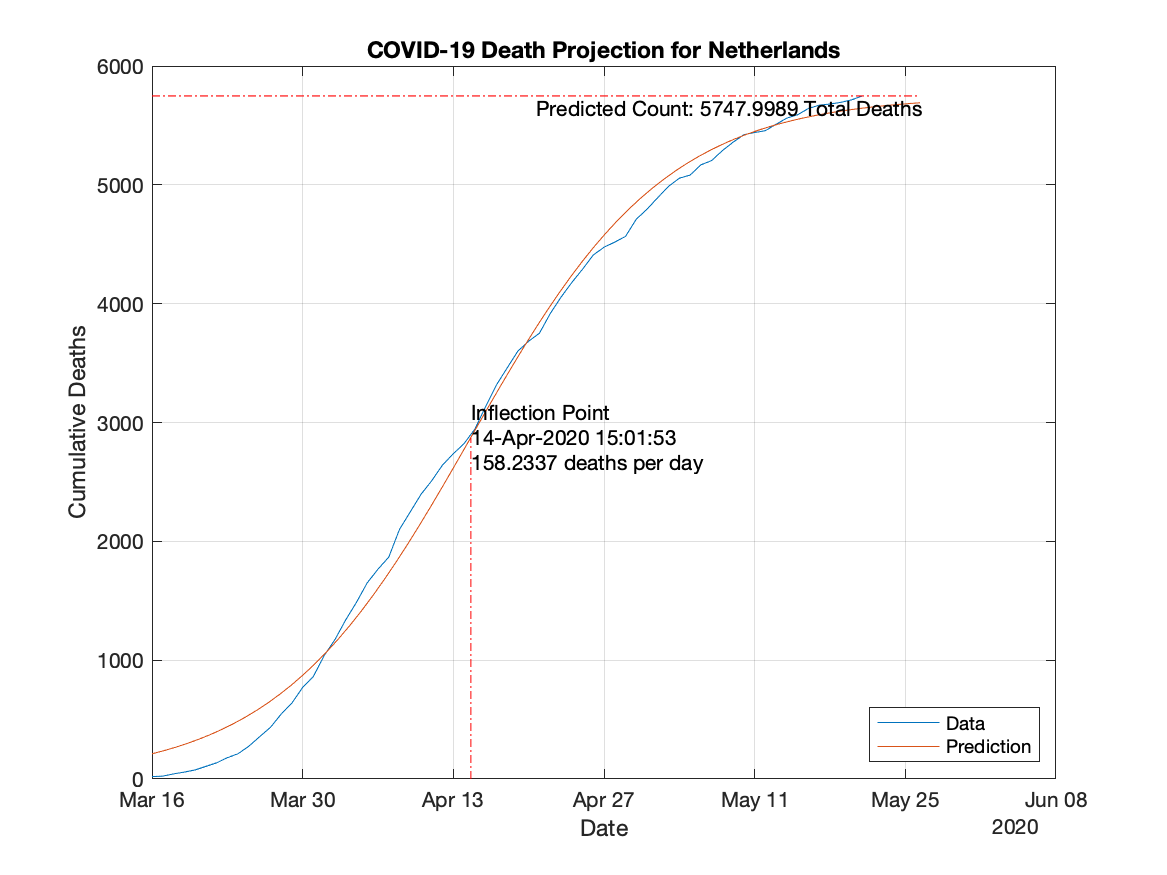 COVID-19 Death Projection for Netherlands
6000
Predicted Count: 5747.9989 Total Deaths
5000
4000
Inflection Point
3000
14-Apr-2020 15:01:53
158.2337 deaths per day
Cumulative Deaths
2000
1000
Data
Prediction
0
Mar 16 Mar 30 Apr 13 Apr 27 May 11 May 25 Jun 08
Date
2020